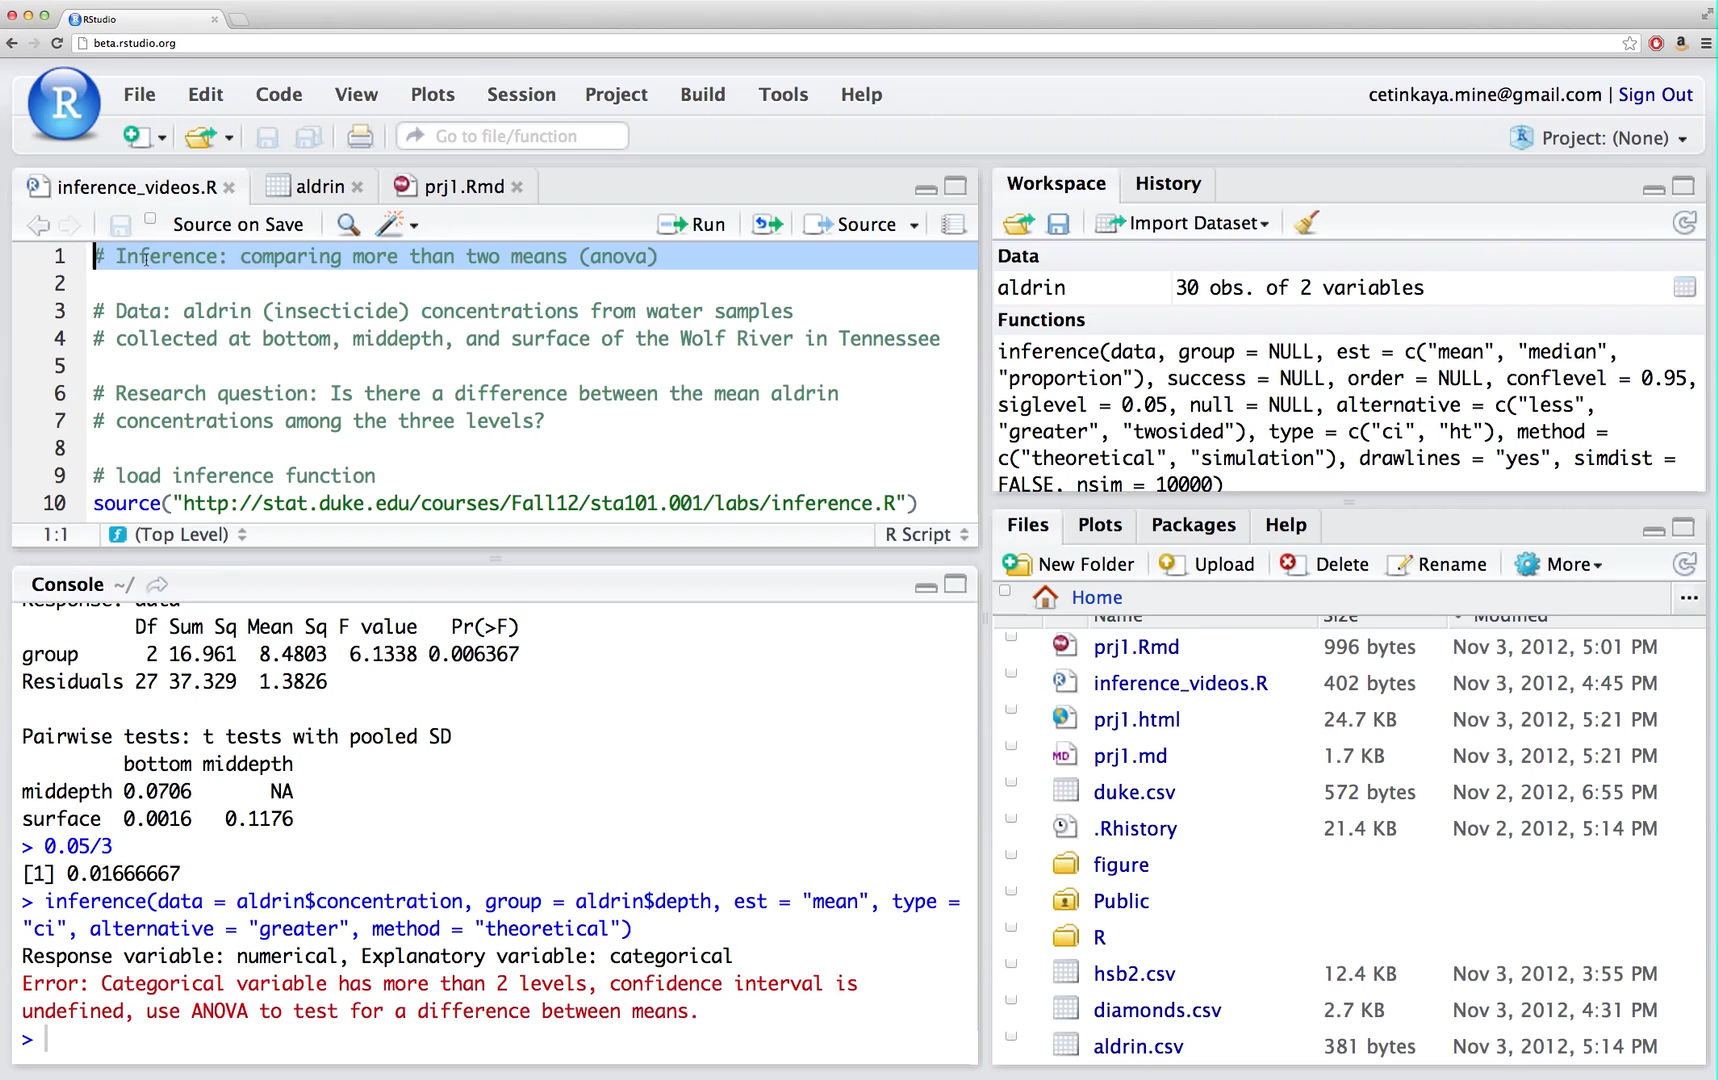 RStudio
beta.rstudio.org
R File Edit Code View Plots Session Project Build Tools Help
cetinkaya.mine@gmail.com | Sign Out
Go to file/function
Project: (None)
inference_videos.R aldrin prj1.Rmd
Source on Save Run Source
1 # Inference: comparing more than two means (anova)
2
3 # Data: aldrin (insecticide) concentrations from water samples
4 # collected at bottom, middepth, and surface of the Wolf River in Tennessee
5
6 # Research question: Is there a difference between the mean aldrin
7 # concentrations among the three levels?
8
9 # load inference function
10 source("http://stat.duke.edu/courses/Fall12/sta101.001/labs/inference.R")
1:1 (Top Level) R Script
Console ~/
Response: data
Df Sum Sq Mean Sq F value Pr(>F)
group 2 16.961 8.4803 6.1338 0.006367
Residuals 27 37.329 1.3826
Pairwise tests: t tests with pooled SD
bottom middepth
middepth 0.0706 NA
surface 0.0016 0.1176
> 0.05/3
[1] 0.01666667
> inference(data = aldrin$concentration, group = aldrin$depth, est = "mean", type =
"ci", alternative = "greater", method = "theoretical")
Response variable: numerical, Explanatory variable: categorical
Error: Categorical variable has more than 2 levels, confidence interval is
undefined, use ANOVA to test for a difference between means.
>
Workspace History
Import Dataset
Data
aldrin 30 obs. of 2 variables
Functions
inference(data, group = NULL, est = c("mean", "median",
"proportion"), success = NULL, order = NULL, conflevel = 0.95,
siglevel = 0.05, null = NULL, alternative = c("less",
"greater", "twosided"), type = c("ci", "ht"), method =
c("theoretical", "simulation"), drawlines = "yes", simdist =
FALSE, nsim = 10000)
Files Plots Packages Help
New Folder Upload Delete Rename More
Home ...
Name Size Modified
prj1.Rmd 996 bytes Nov 3, 2012, 5:01 PM
inference_videos.R 402 bytes Nov 3, 2012, 4:45 PM
prj1.html 24.7 KB Nov 3, 2012, 5:21 PM
MD prj1.md 1.7 KB Nov 3, 2012, 5:21 PM
duke.csv 572 bytes Nov 2, 2012, 6:55 PM
.Rhistory 21.4 KB Nov 2, 2012, 5:14 PM
figure
Public
R
hsb2.csv 12.4 KB Nov 3, 2012, 3:55 PM
diamonds.csv 2.7 KB Nov 3, 2012, 4:31 PM
aldrin.csv 381 bytes Nov 3, 2012, 5:14 PM